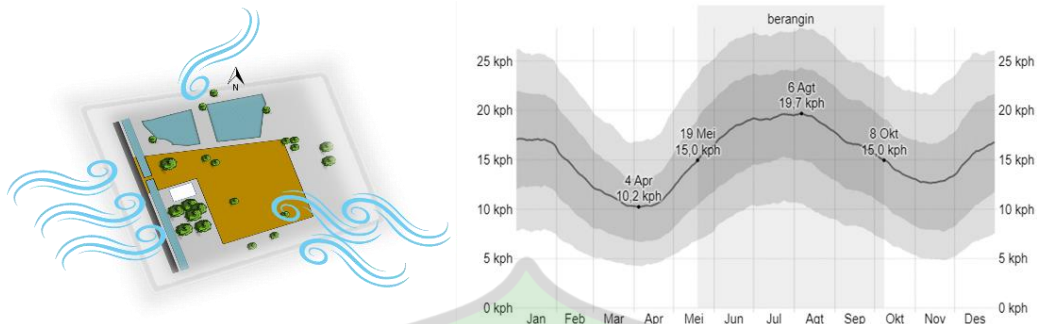 N
berangin
25 kph
20 kph
15 kph
10 kph
5 kph
0 kph
6 Agt
19,7 kph
19 Mei
15,0 kph
8 Okt
15,0 kph
4 Apr
10,2 kph
25 kph
20 kph
15 kph
10 kph
5 kph
0 kph
Jan Feb Mar Apr Mei Jun Jul Agt Sep Okt Nov Des